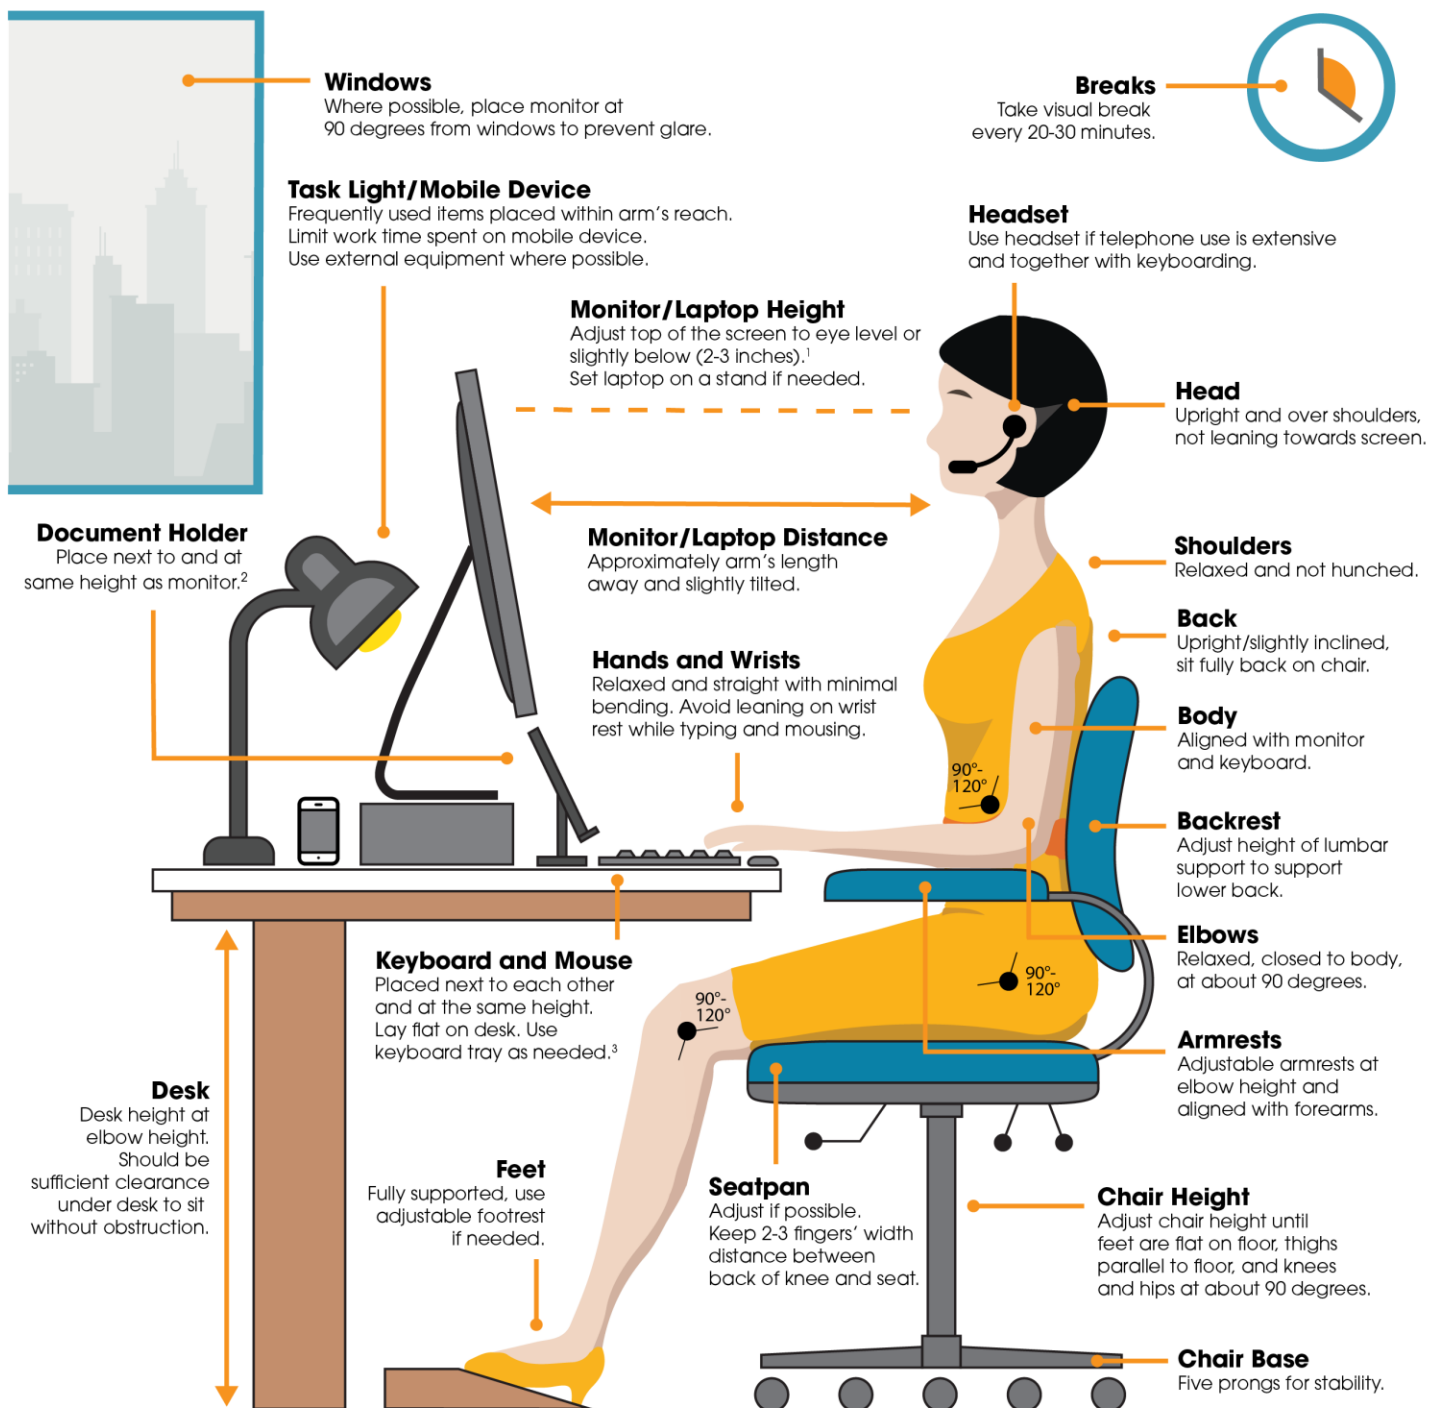 Windows
Where possible, place monitor at
90 degrees from windows to prevent glare.
Breaks
Take visual break
every 20-30 minutes.
Task Light/Mobile Device
Frequently used items placed within arm's reach.
Limit work time spent on mobile device.
Use external equipment where possible.
Headset
Use headset if telephone use is extensive
and together with keyboarding.
Monitor/Laptop Height
Adjust top of the screen to eye level or
slightly below (2-3 inches).¹
Set laptop on a stand if needed.
Head
Upright and over shoulders,
not leaning towards screen.
Document Holder
Place next to and at
same height as monitor.²
Monitor/Laptop Distance
Approximately arm's length
away and slightly tilted.
Shoulders
Relaxed and not hunched.
Back
Upright/slightly inclined,
sit fully back on chair.
Hands and Wrists
Relaxed and straight with minimal
bending. Avoid leaning on wrist
rest while typing and mousing.
Body
Aligned with monitor
and keyboard.
90°-
120°
Backrest
Adjust height of lumbar
support to support
lower back.
Elbows
Relaxed, closed to body,
at about 90 degrees.
Keyboard and Mouse
Placed next to each other
and at the same height.
Lay flat on desk. Use
keyboard tray as needed.³
90°-
120°
90°-
120°
Armrests
Adjustable armrests at
elbow height and
aligned with forearms.
Desk
Desk height at
elbow height.
Should be
sufficient clearance
under desk to sit
without obstruction.
Feet
Fully supported, use
adjustable footrest
if needed.
Seatpan
Adjust if possible.
Keep 2-3 fingers' width
distance between
back of knee and seat.
Chair Height
Adjust chair height until
feet are flat on floor, thighs
parallel to floor, and knees
and hips at about 90 degrees.
Chair Base
Five prongs for stability.